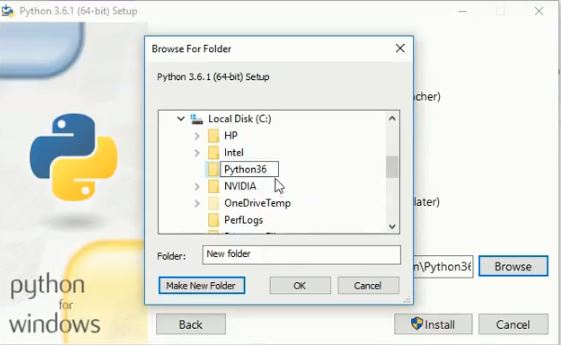 Python 3.6.1 (64-bit) Setup
Browse For Folder
Python 3.6.1 (64-bit) Setup
Local Disk (C:)
HP
Intel
Python36
NVIDIA
OneDriveTemp
PerfLogs
Folder:
New folder
Make New Folder
OK
Cancel
acher)
later)
n\Python36
Browse
python
for
windows
Back
Install
Cancel